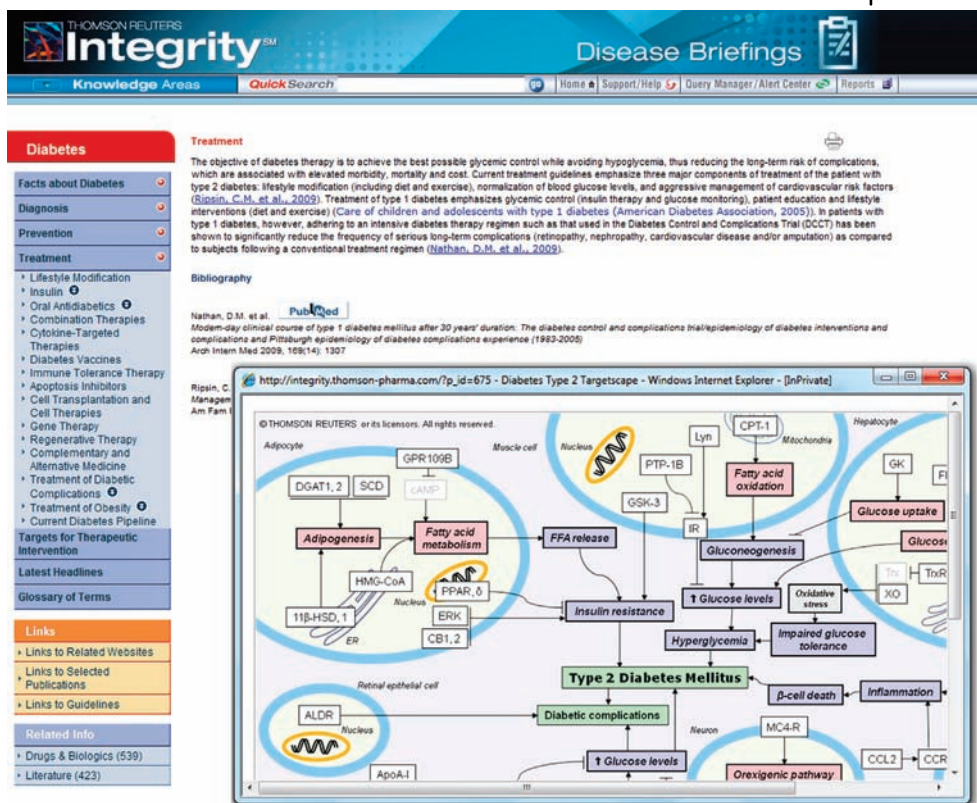 THOMSON REUTERS
Integrity SM
Disease Briefings
Knowledge Areas
QuickSearch
go
Home
Support/Help
Query Manager/Alert Center
Reports
Diabetes
Facts about Diabetes
Diagnosis
Prevention
Treatment
Lifestyle Modification
Insulin
Oral Antidiabetics
Combination Therapies
Cytokine-Targeted
Therapies
Diabetes Vaccines
Immune Tolerance Therapy
Apoptosis Inhibitors
Cell Transplantation and
Cell Therapies
Gene Therapy
Regenerative Therapy
Complementary and
Alternative Medicine
Treatment of Diabetic
Complications
Treatment of Obesity
Current Diabetes Pipeline
Targets for Therapeutic
Intervention
Latest Headlines
Glossary of Terms
Links
Links to Related Websites
Links to Selected
Publications
Links to Guidelines
Related Info
Drugs & Biologics (539)
Literature (423)
Treatment
The objective of diabetes therapy is to achieve the best possible glycemic control while avoiding hypoglycemia, thus reducing the long-term risk of complications,
which are associated with elevated morbidity, mortality and cost. Current treatment guidelines emphasize three major components of treatment of the patient with
type 2 diabetes: lifestyle modification (including diet and exercise), normalization of blood glucose levels, and aggressive management of cardiovascular risk factors
(Ripsin, C.M. et al., 2009). Treatment of type 1 diabetes emphasizes glycemic control (insulin therapy and glucose monitoring), patient education and lifestyle
interventions (diet and exercise) (Care of children and adolescents with type 1 diabetes (American Diabetes Association, 2005)). In patients with
type 1 diabetes, however, adhering to an intensive diabetes therapy regimen such as that used in the Diabetes Control and Complications Trial (DCCT) has been
shown to significantly reduce the frequency of serious long-term complications (retinopathy, nephropathy, cardiovascular disease and/or amputation) as compared
to subjects following a conventional treatment regimen (Nathan, D.M. et al., 2009).
Bibliography
Nathan, D.M. et al.
PubMed
Modern-day clinical course of type 1 diabetes mellitus after 30 years' duration: The diabetes control and complications trial/epidemiology of diabetes interventions and
complications and Pittsburgh epidemiology of diabetes complications experience (1983-2005)
Arch Intern Med 2009, 169(14): 1307
Ripsin, C.
Managem
Am Fam
http://integrity.thomson-pharma.com/?p_id=675 - Diabetes Type 2 Targetscape - Windows Internet Explorer - [InPrivate]
© THOMSON REUTERS or its licensors. All rights reserved.
Adipocyte
GPR109B
DGAT1, 2
SCD
cAMP
Adipogenesis
Fatty acid
metabolism
HMG-CoA
Nucleus
PPAR, δ
11β-HSD, 1
ER
ERK
CB1, 2
Muscle cell
Nucleus
Lyn
CPT-1
Mitochondria
PTP-1B
Fatty acid
oxidation
GSK-3
IR
FFA release
Gluconeogenesis
Insulin resistance
↑ Glucose levels
Hyperglycemia
Hepatocyte
GK
Glucose uptake
Glucose
Trx
TrxR
XO
Oxidative
stress
Impaired glucose
tolerance
Type 2 Diabetes Mellitus
β-cell death
Inflammation
Retinal epithelial cell
ALDR
Nucleus
Diabetic complications
↑ Glucose levels
ApoA-I
Neuron
MC4-R
Orexigenic pathway
CCL2
CCR